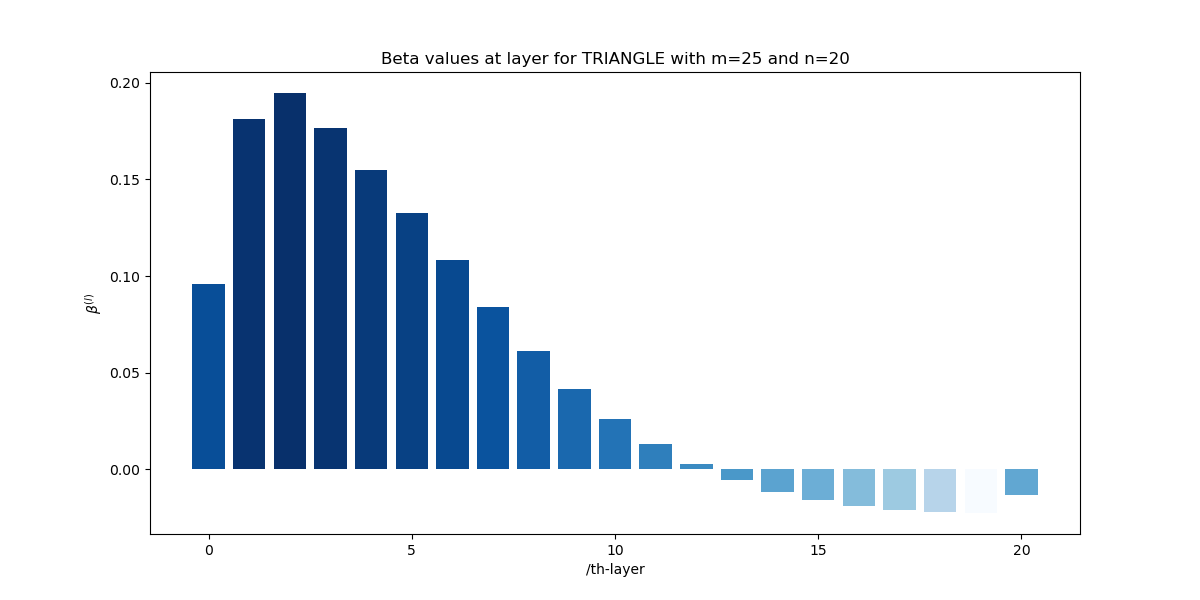 Beta values at layer for TRIANGLE with m=25 and n=20
0.20
0.15
0.10
0.05
0.00
β⁽ˡ⁾
0 5 10 15 20
/th-layer